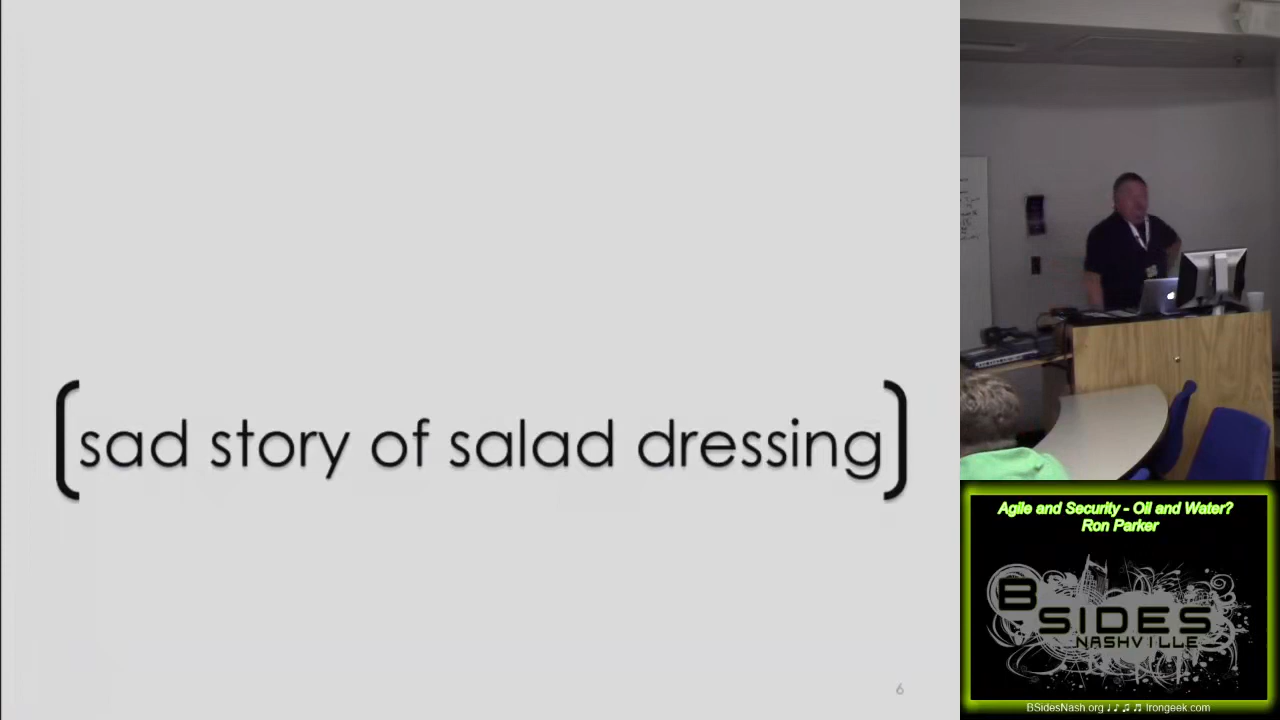 [sad story of salad dressing]
6
Agile and Security - Oil and Water?
Ron Parker
BSIDES
NASHVILLE
BSidesNash.org ♩ ♪ ♫ ♬ Irongeek.com